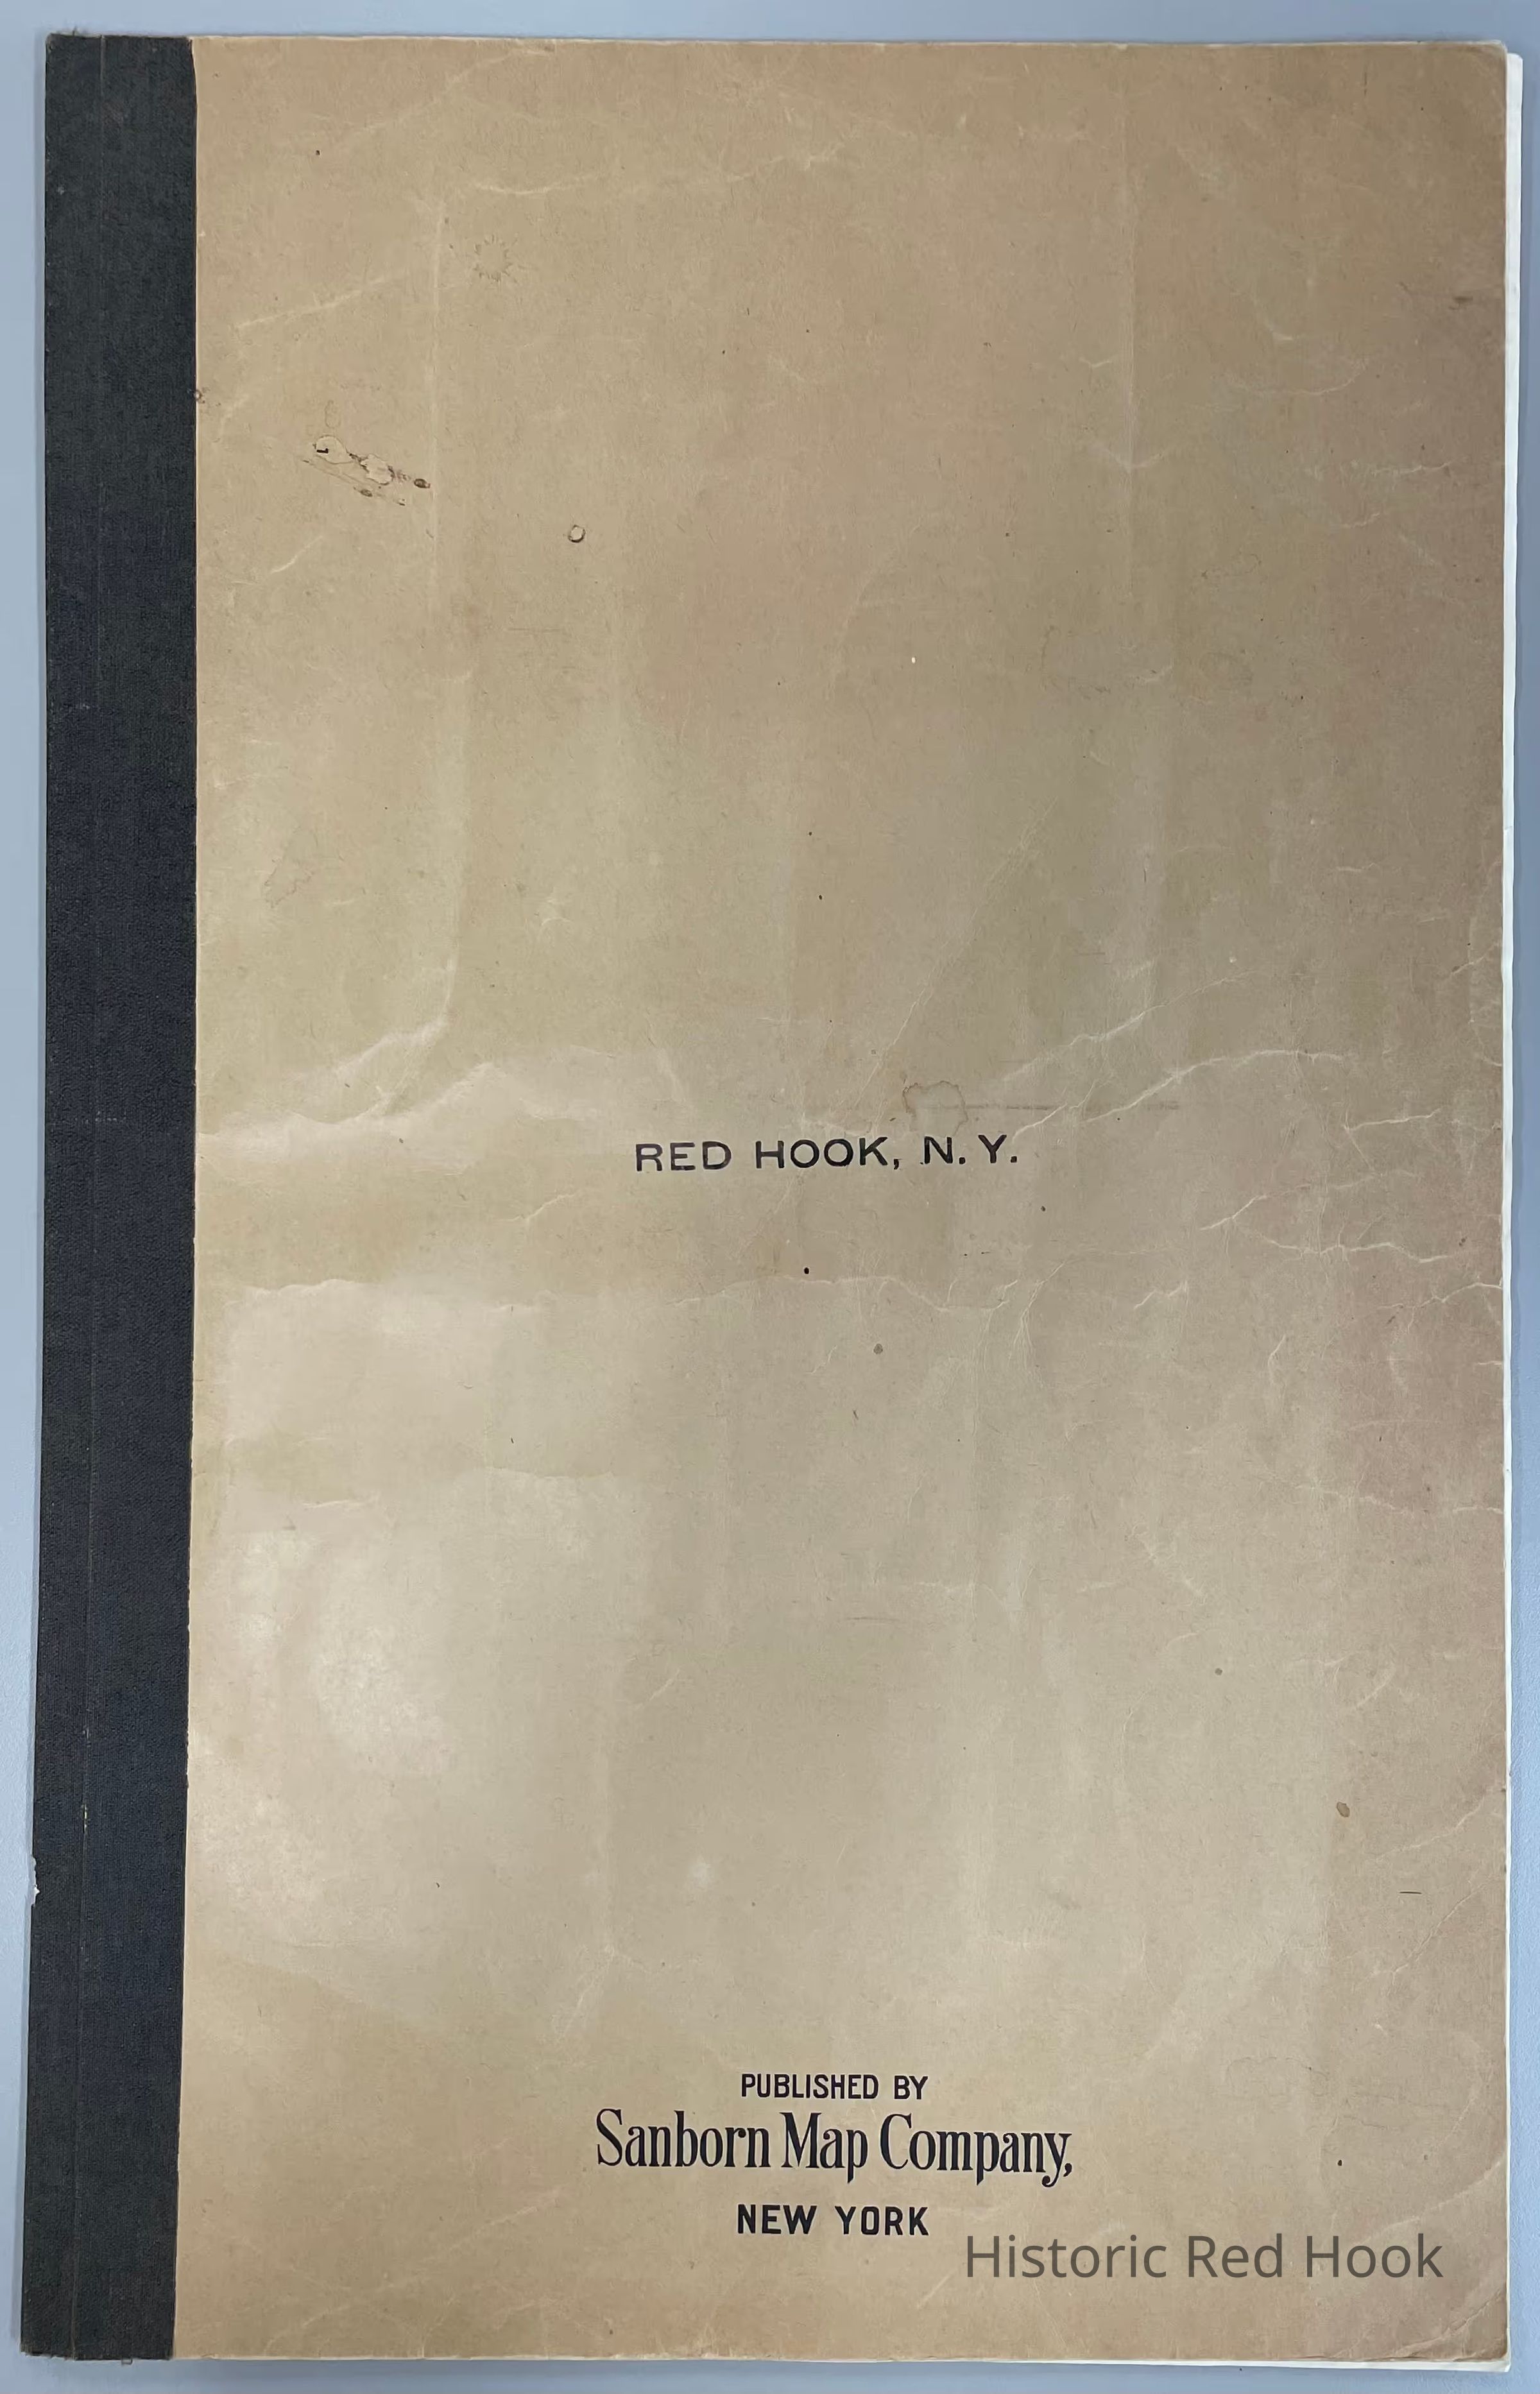 RED HOOK, N. Y.
PUBLISHED BY
Sanborn Map Company,
NEW YORK
Historic Red Hook